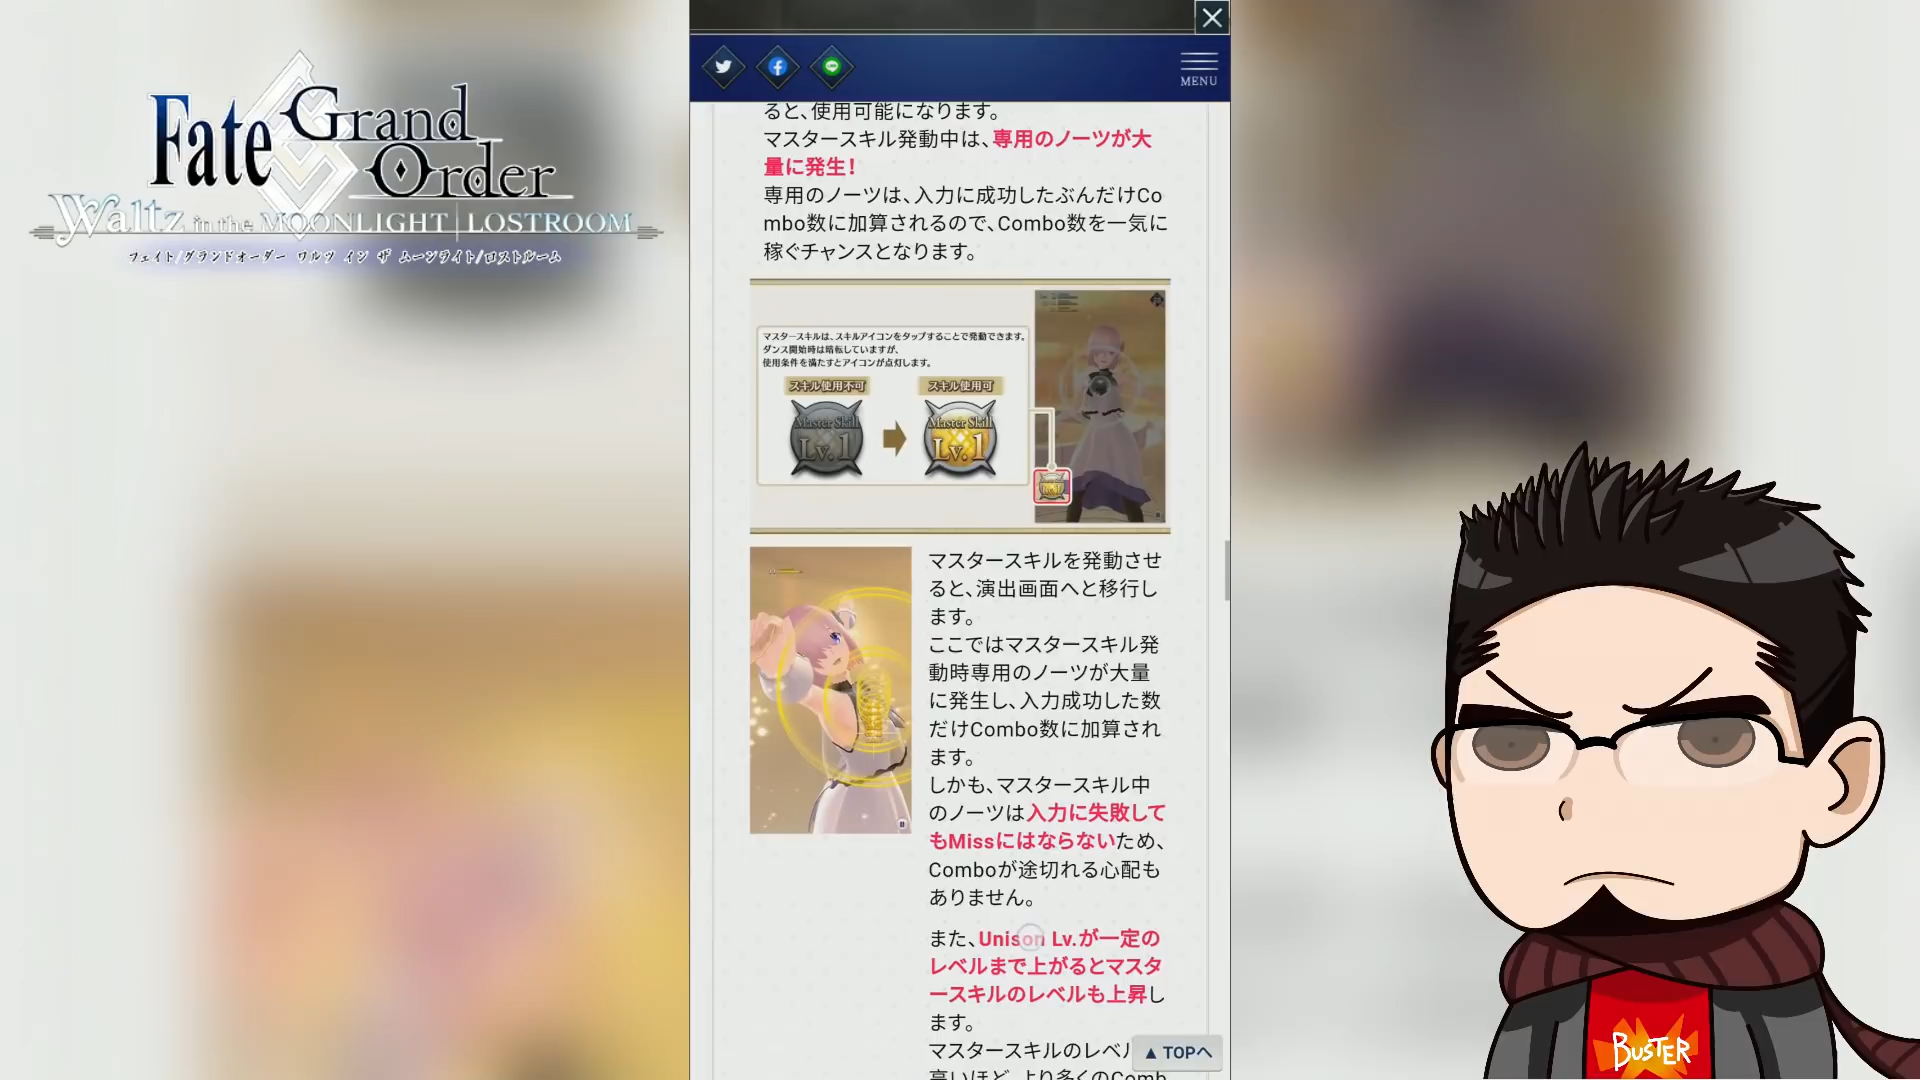 Fate
Grand
Order
Waltz in the MOONLIGHT LOSTROOM
フェイト/グランドオーダー ワルツ イン ザ ムーンライト/ロストルーム
MENU
ると、使用可能になります。
マスタースキル発動中は、専用のノーツが大
量に発生!
専用のノーツは、入力に成功したぶんだけCo
mbo数に加算されるので、Combo数を一気に
稼ぐチャンスとなります。
マスタースキルは、スキルアイコンをタップすることで発動できます。
ダンス開始時は暗転していますが、
使用条件を満たすとアイコンが点灯します。
スキル使用不可
スキル使用可
Master Skill
Lv.1
Master Skill
Lv.1
マスタースキルを発動させ
ると、演出画面へと移行し
ます。
ここではマスタースキル発
動時専用のノーツが大量
に発生し、入力成功した数
だけCombo数に加算され
ます。
しかも、マスタースキル中
のノーツは入力に失敗して
もMissにはならないため、
Comboが途切れる心配も
ありません。
また、Unison Lv.が一定の
レベルまで上がるとマスタ
ースキルのレベルも上昇し
ます。
マスタースキルのレベル
高いほど、より多くのComb
▲ TOPへ
BUSTER